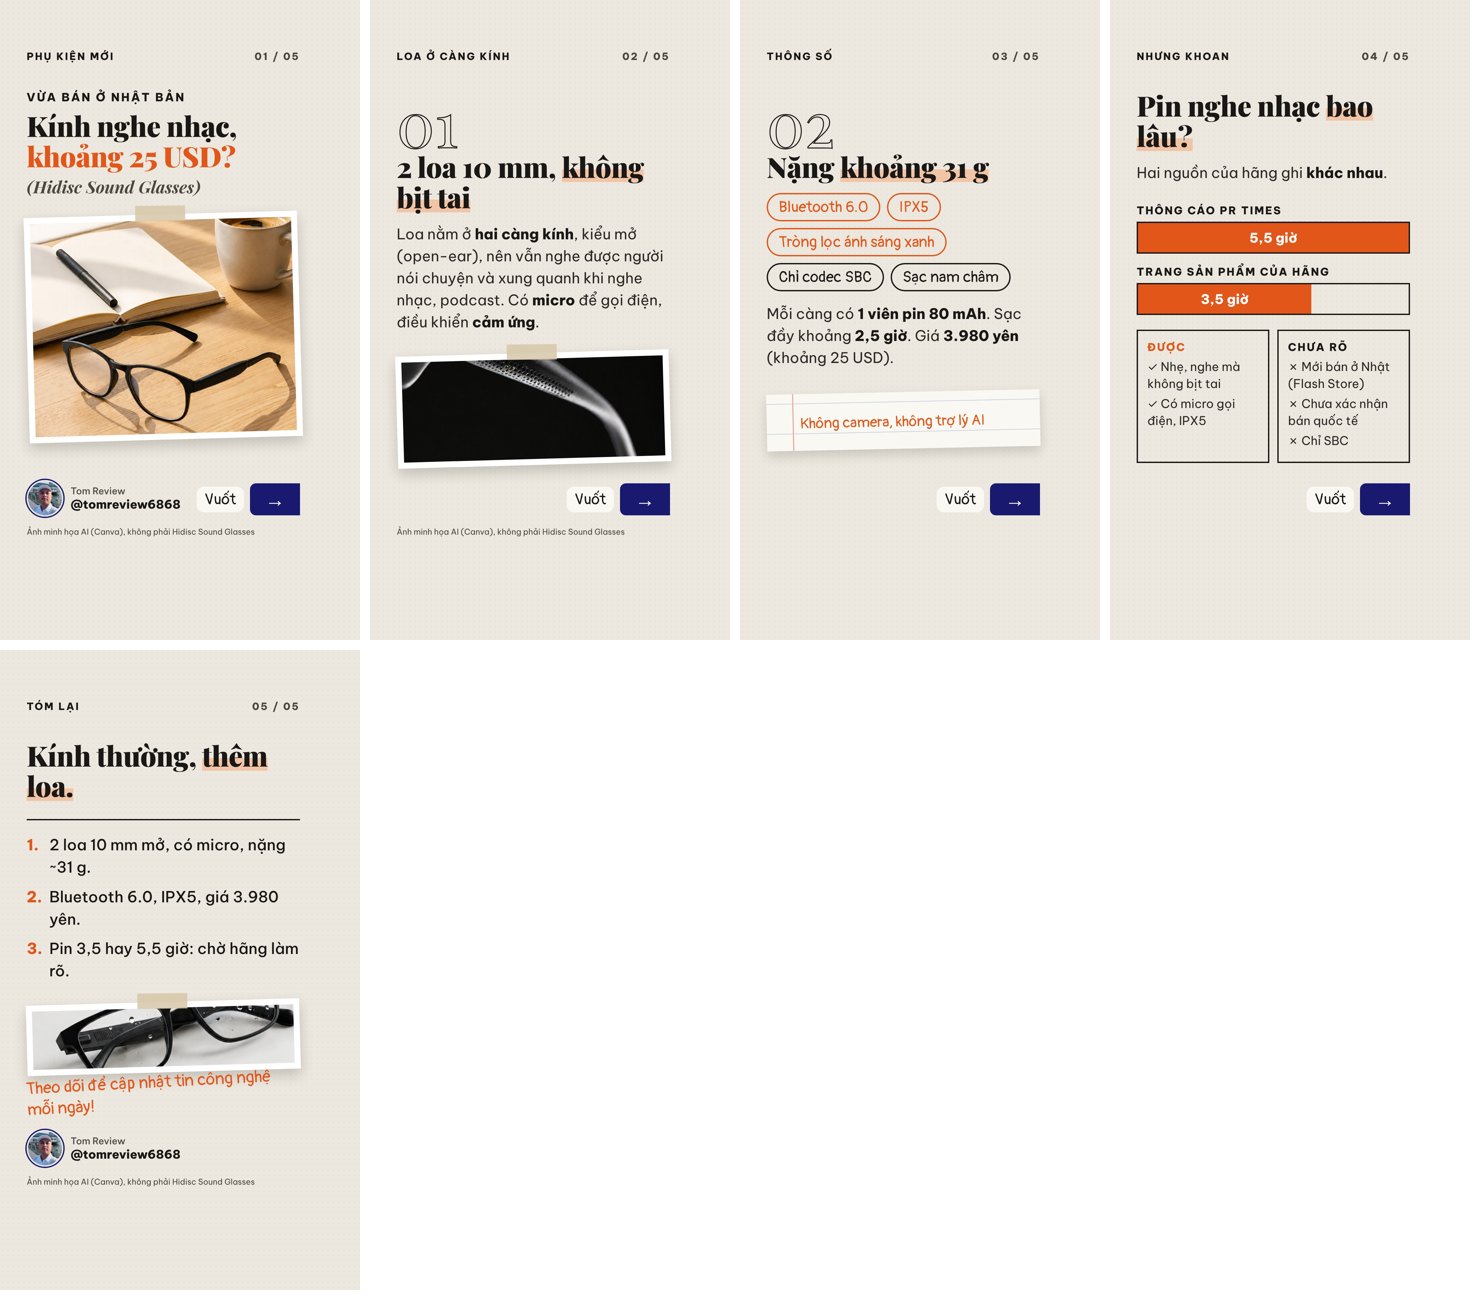 PHỤ KIỆN MỚI
01 / 05
VỪA BÁN Ở NHẬT BẢN
Kính nghe nhạc,
khoảng 25 USD?
(Hidisc Sound Glasses)
Tom Review
@tomreview6868
Vuốt →
Ảnh minh họa AI (Canva), không phải Hidisc Sound Glasses
LOA Ở CÀNG KÍNH
02 / 05
01
2 loa 10 mm, không
bịt tai
Loa nằm ở hai càng kính, kiểu mở
(open-ear), nên vẫn nghe được người
nói chuyện và xung quanh khi nghe
nhạc, podcast. Có micro để gọi điện,
điều khiển cảm ứng.
Vuốt →
Ảnh minh họa AI (Canva), không phải Hidisc Sound Glasses
THÔNG SỐ
03 / 05
02
Nặng khoảng 31 g
Bluetooth 6.0
IPX5
Tròng lọc ánh sáng xanh
Chỉ codec SBC
Sạc nam châm
Mỗi càng có 1 viên pin 80 mAh. Sạc
đầy khoảng 2,5 giờ. Giá 3.980 yên
(khoảng 25 USD).
Không camera, không trợ lý AI
Vuốt →
NHƯNG KHOAN
04 / 05
Pin nghe nhạc bao
lâu?
Hai nguồn của hãng ghi khác nhau.
THÔNG CÁO PR TIMES
5,5 giờ
TRANG SẢN PHẨM CỦA HÃNG
3,5 giờ
ĐƯỢC
✓ Nhẹ, nghe mà
không bịt tai
✓ Có micro gọi
điện, IPX5
CHƯA RÕ
× Mới bán ở Nhật
(Flash Store)
× Chưa xác nhận
bán quốc tế
× Chỉ SBC
Vuốt →
TÓM LẠI
05 / 05
Kính thường, thêm
loa.
1. 2 loa 10 mm mở, có micro, nặng
~31 g.
2. Bluetooth 6.0, IPX5, giá 3.980
yên.
3. Pin 3,5 hay 5,5 giờ: chờ hãng làm
rõ.
Theo dõi để cập nhật tin công nghệ
mỗi ngày!
Tom Review
@tomreview6868
Ảnh minh họa AI (Canva), không phải Hidisc Sound Glasses